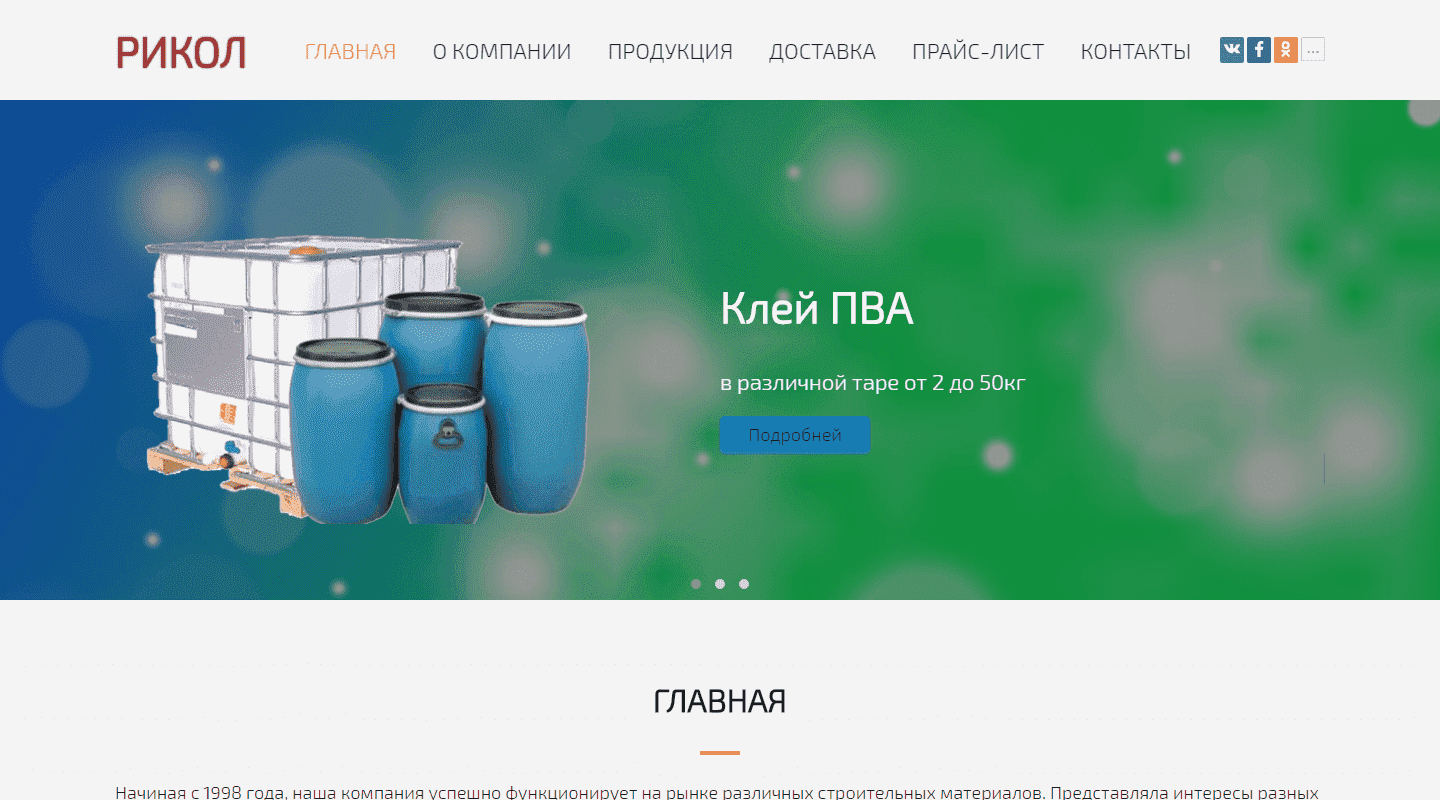 РИКОЛ
ГЛАВНАЯ О КОМПАНИИ ПРОДУКЦИЯ ДОСТАВКА ПРАЙС-ЛИСТ КОНТАКТЫ
Клей ПВА
в различной таре от 2 до 50кг
Подробней
ГЛАВНАЯ
Начиная с 1998 года, наша компания успешно функционирует на рынке различных строительных материалов. Представляла интересы разных